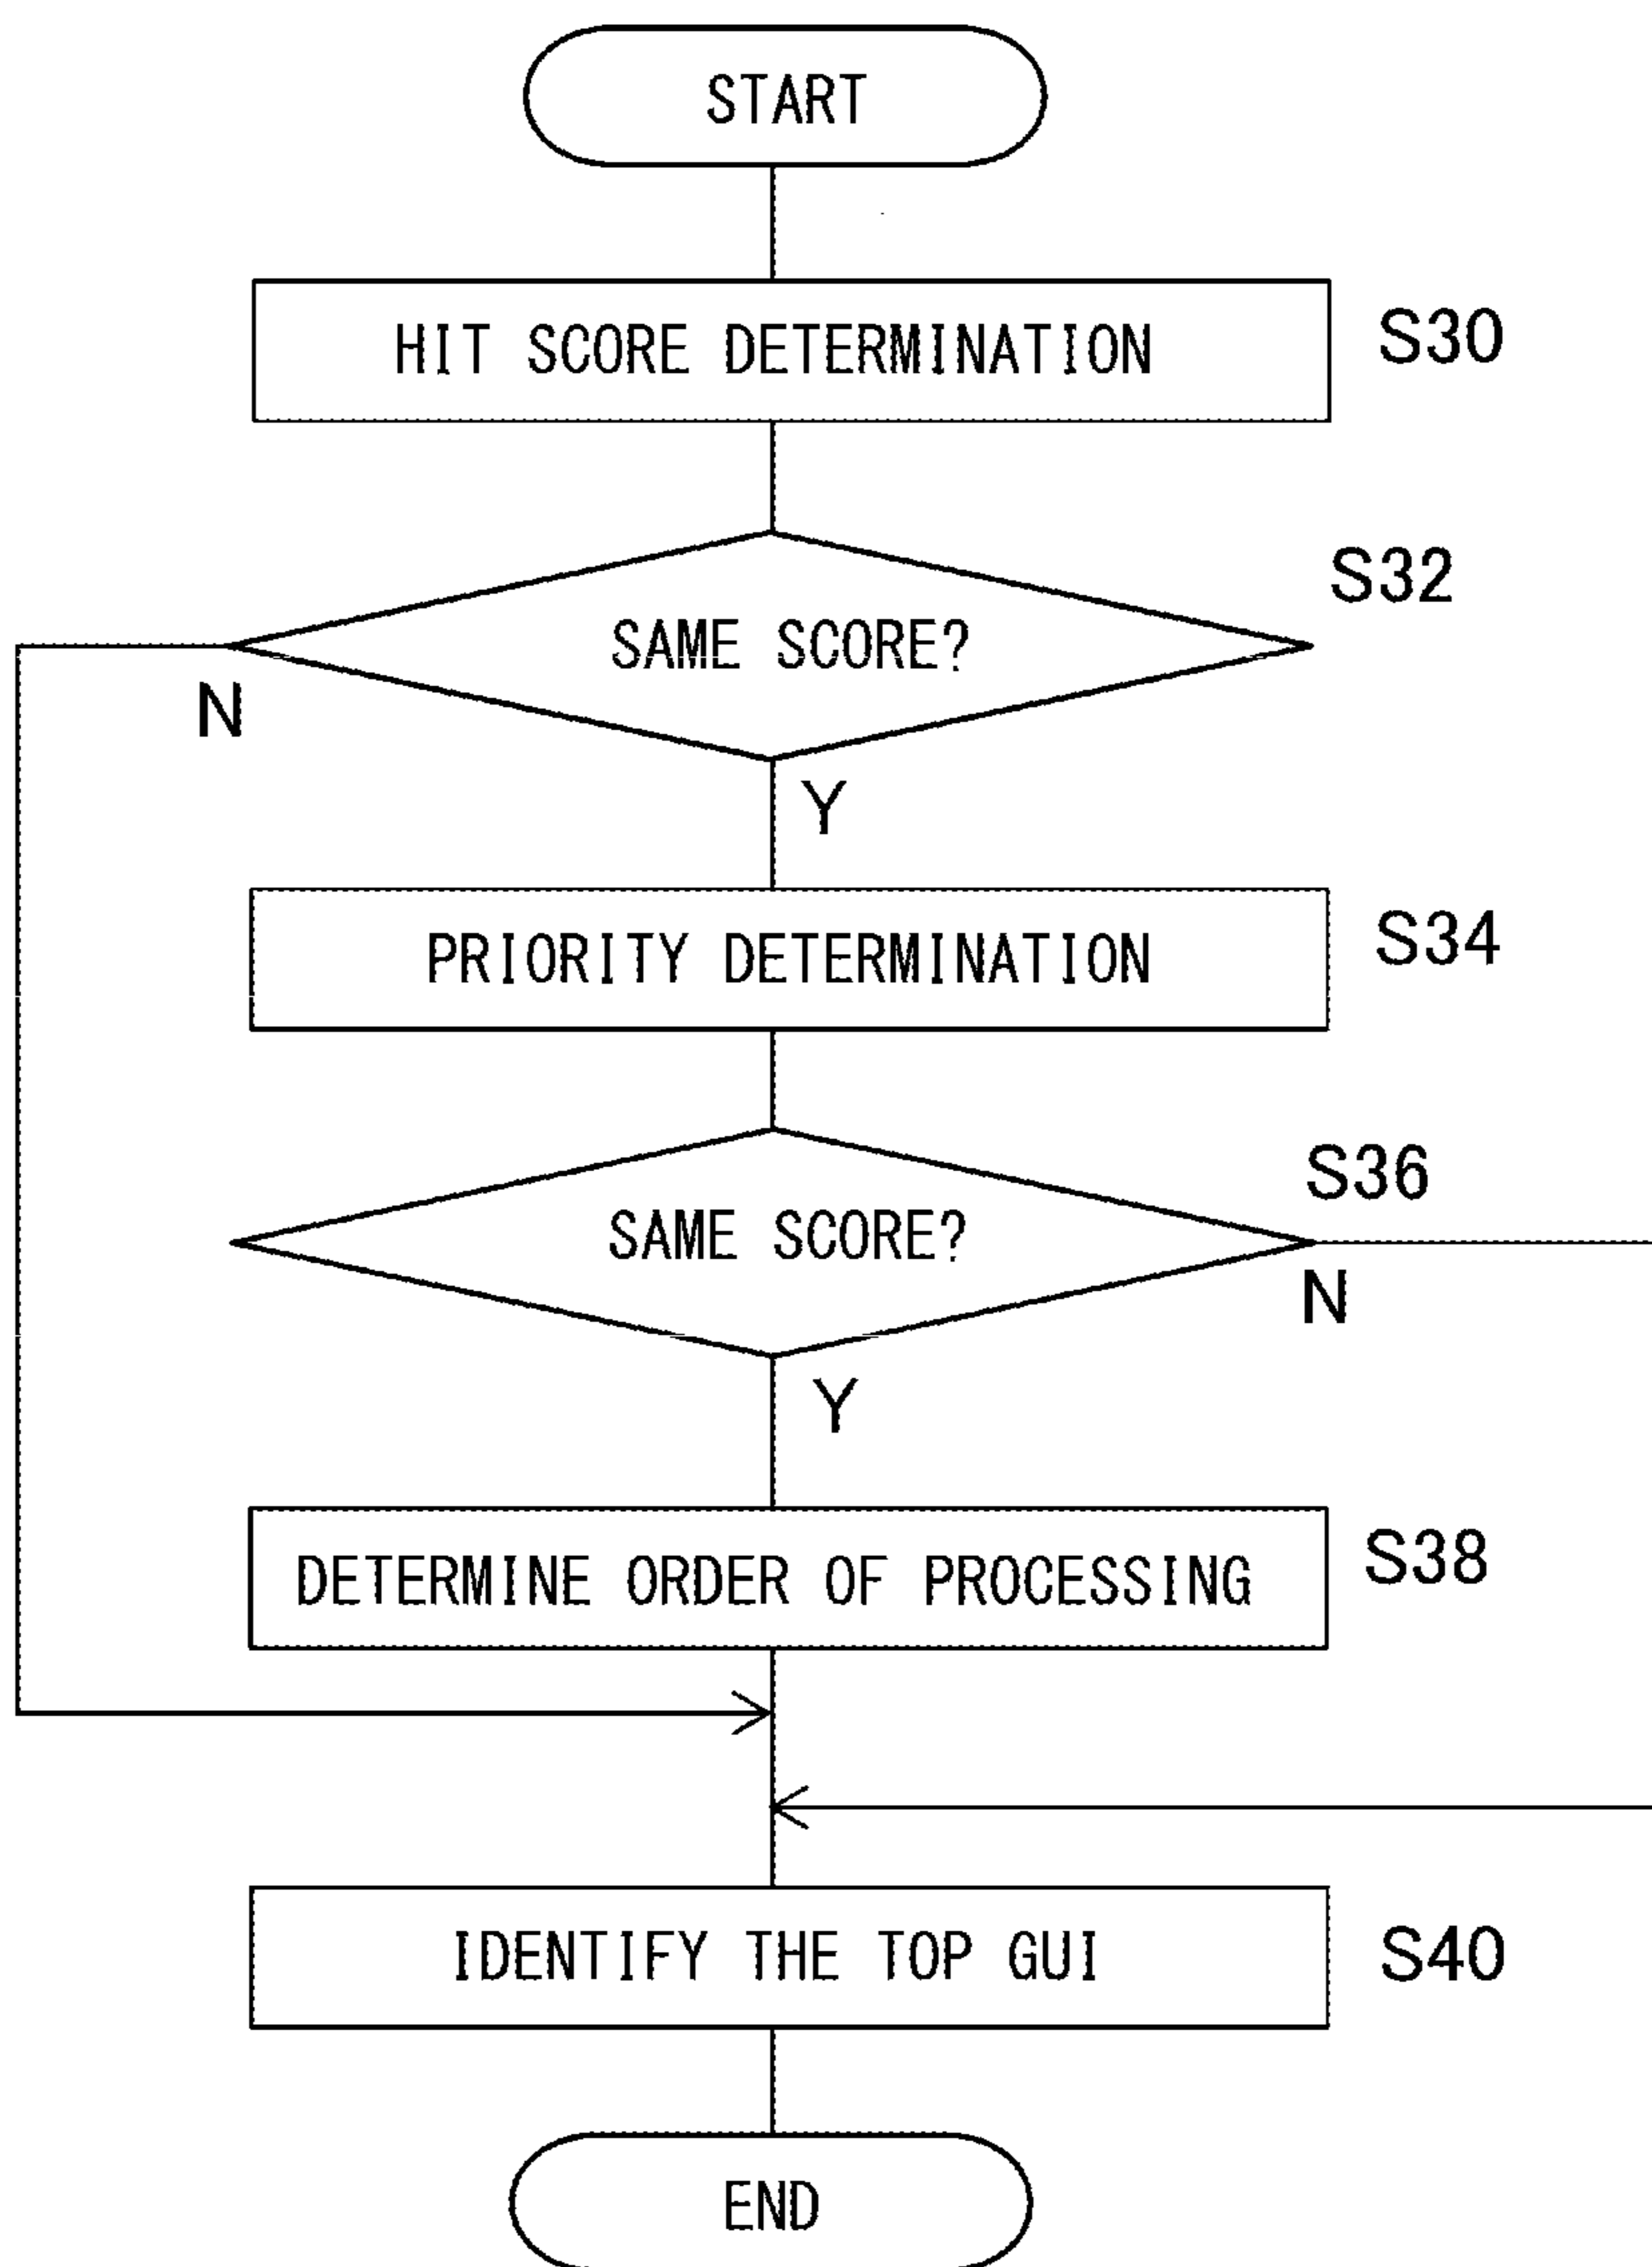 START
HIT SCORE DETERMINATION
S30
S32
SAME SCORE?
N
Y
PRIORITY DETERMINATION
S34
S36
SAME SCORE?
N
Y
DETERMINE ORDER OF PROCESSING
S38
IDENTIFY THE TOP GUI
S40
END